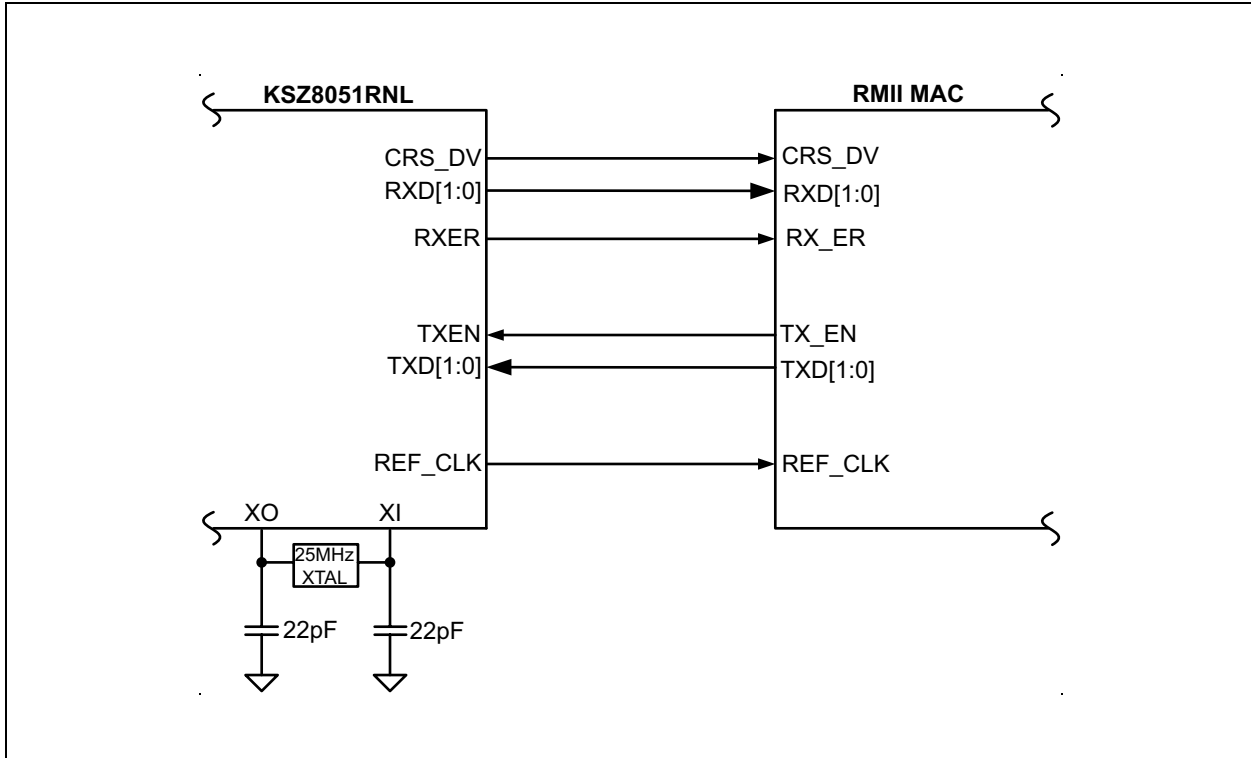 KSZ8051RNL RMII MAC
CRS_DV CRS_DV
RXD[1:0] RXD[1:0]
RXER RX_ER
TXEN TX_EN
TXD[1:0] TXD[1:0]
REF_CLK REF_CLK
XO XI
25MHz
XTAL
22pF 22pF